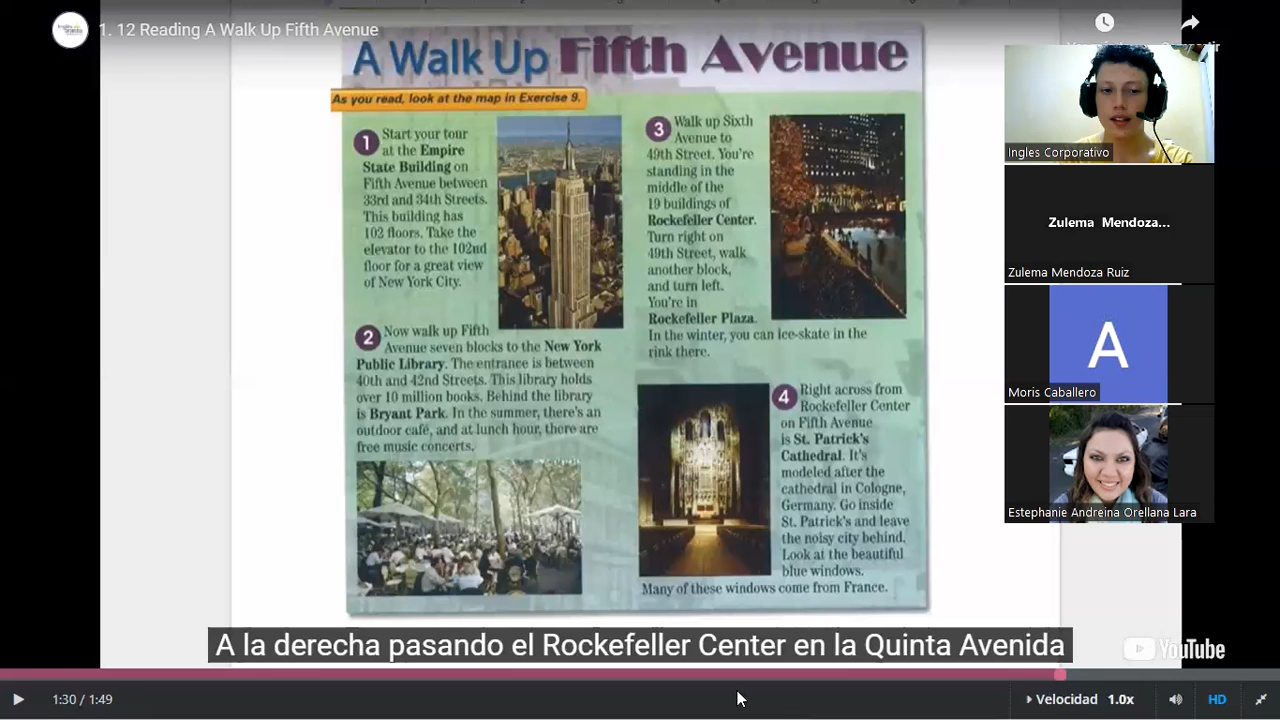 1. 12 Reading A Walk Up Fifth Avenue
A Walk Up Fifth Avenue
As you read, look at the map in Exercise 9.
1 Start your tour
at the Empire
State Building on
Fifth Avenue between
33rd and 34th Streets.
This building has
102 floors. Take the
elevator to the 102nd
floor for a great view
of New York City.
2 Now walk up Fifth
Avenue seven blocks to the New York
Public Library. The entrance is between
40th and 42nd Streets. This library holds
over 10 million books. Behind the library
is Bryant Park. In the summer, there's an
outdoor café, and at lunch hour, there are
free music concerts.
3 Walk up Sixth
Avenue to
49th Street. You're
standing in the
middle of the
19 buildings of
Rockefeller Center.
Turn right on
49th Street, walk
another block,
and turn left.
You're in
Rockefeller Plaza.
In the winter, you can ice-skate in the
rink there.
4 Right across from
Rockefeller Center
on Fifth Avenue
is St. Patrick's
Cathedral. It's
modeled after the
cathedral in Cologne,
Germany. Go inside
St. Patrick's and leave
the noisy city behind.
Look at the beautiful
blue windows.
Many of these windows come from France.
Ingles Corporativo
Zulema Mendoza...
Zulema Mendoza Ruiz
A
Moris Caballero
Estephanie Andreina Orellana Lara
A la derecha pasando el Rockefeller Center en la Quinta Avenida
YouTube
1:30 / 1:49
Velocidad 1.0x
HD